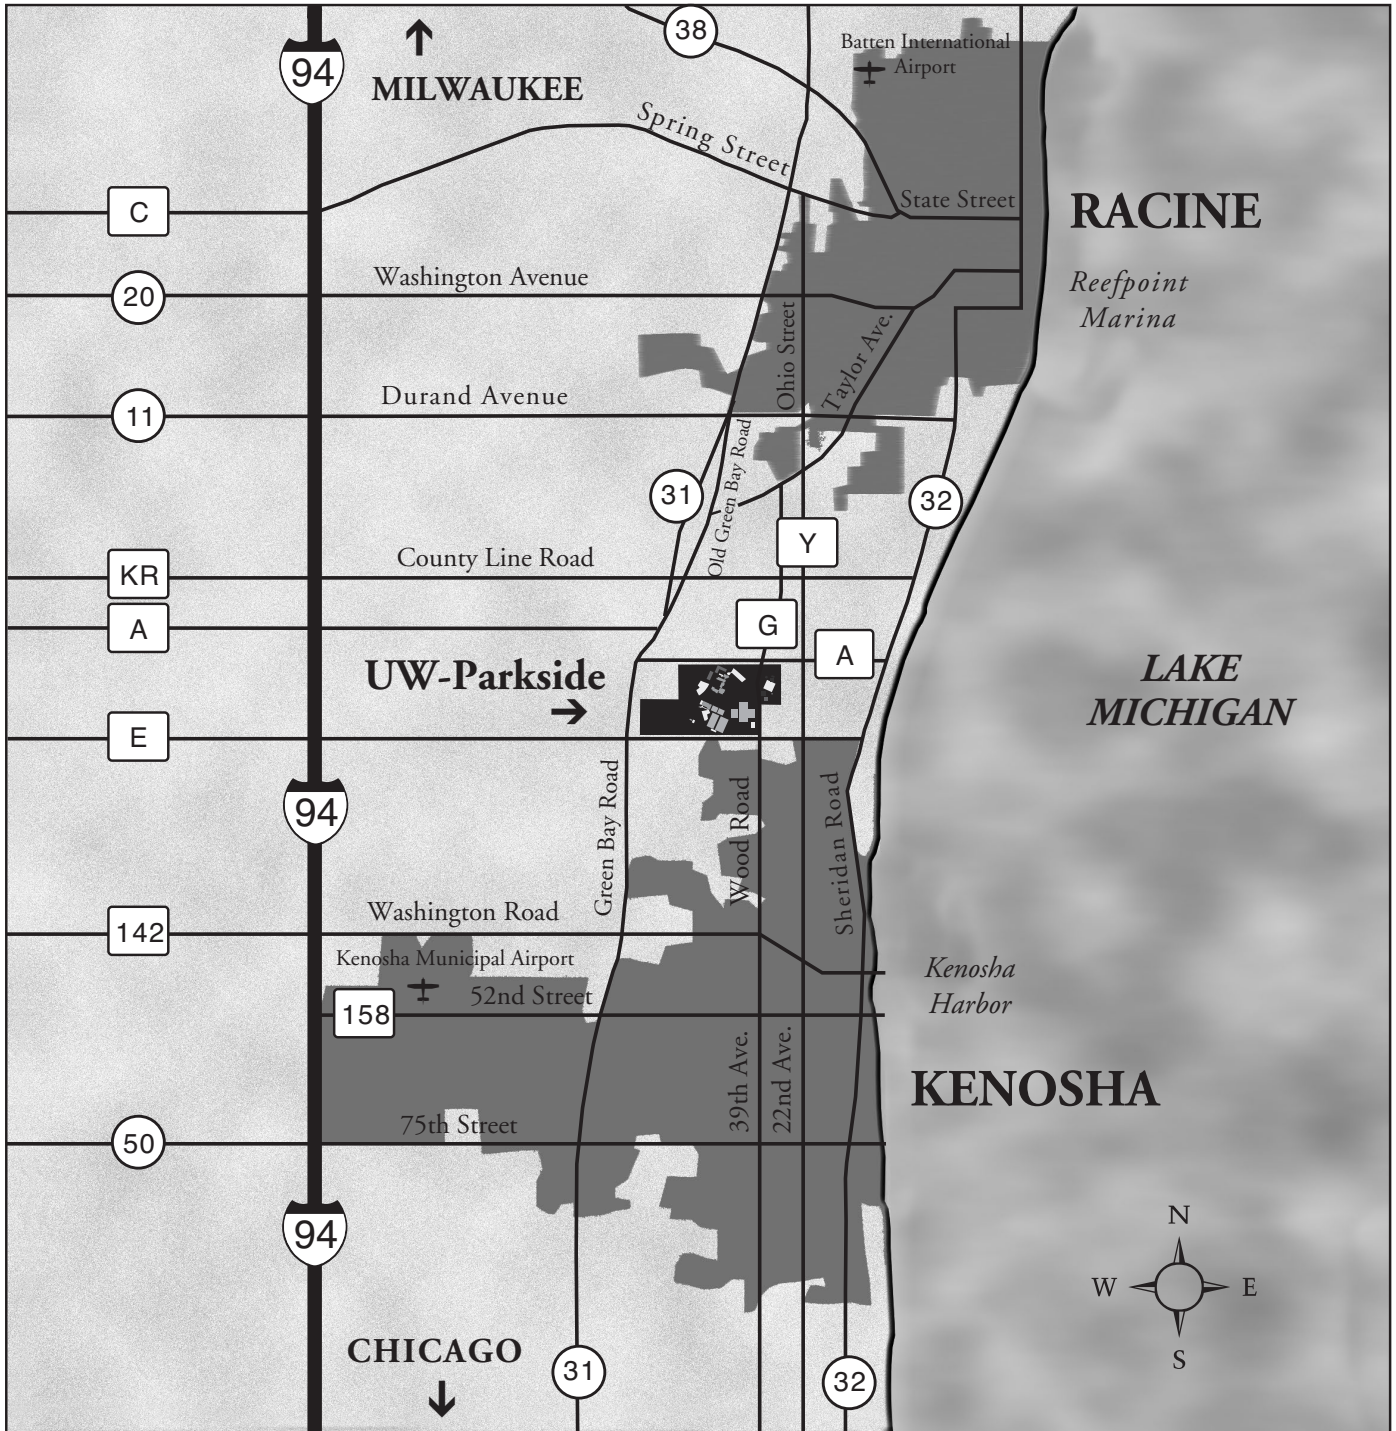 38
Batten International
Airport
94
MILWAUKEE
Spring Street
C
State Street
RACINE
Washington Avenue
20
Reefpoint
Marina
Ohio Street
Taylor Ave.
Durand Avenue
11
Old Green Bay Road
31
32
Y
County Line Road
KR
A
G
A
UW-Parkside
LAKE
MICHIGAN
E
94
Green Bay Road
Wood Road
Sheridan Road
Washington Road
142
Kenosha Municipal Airport
Kenosha
Harbor
52nd Street
158
39th Ave.
22nd Ave.
KENOSHA
75th Street
50
94
N
W
E
S
CHICAGO
31
32